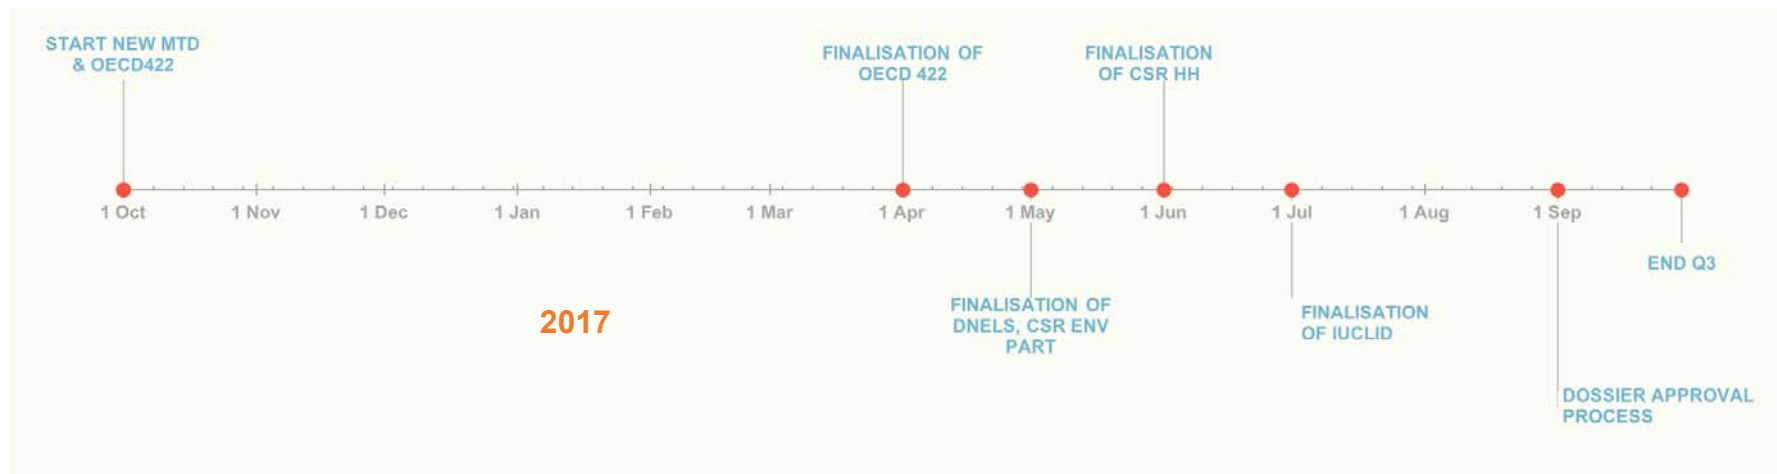 START NEW MTD
& OECD422
FINALISATION OF
OECD 422
FINALISATION
OF CSR HH
1 Oct
1 Nov
1 Dec
1 Jan
1 Feb
1 Mar
1 Apr
1 May
1 Jun
1 Jul
1 Aug
1 Sep
END Q3
2017
FINALISATION OF
DNELS, CSR ENV
PART
FINALISATION
OF IUCLID
DOSSIER APPROVAL
PROCESS